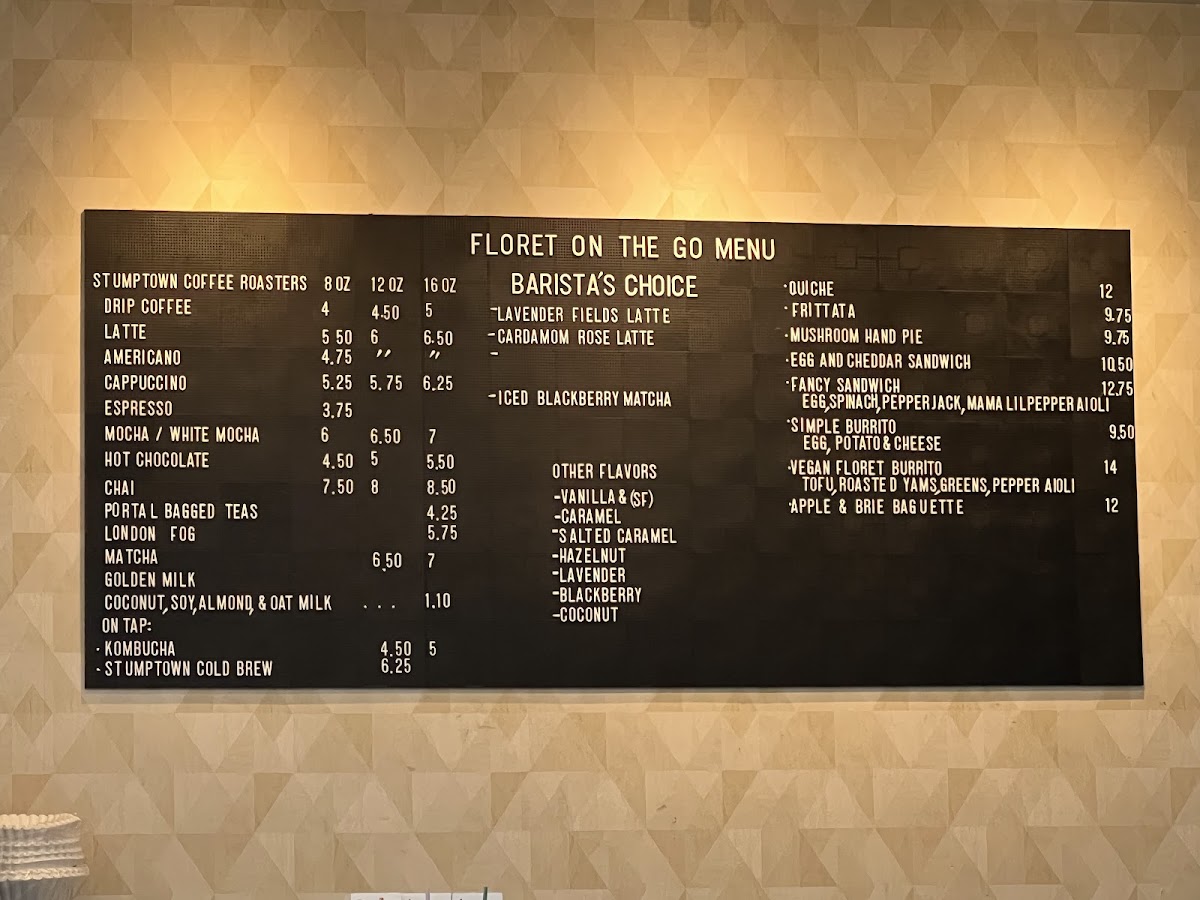 FLORET ON THE GO MENU
STUMPTOWN COFFEE ROASTERS 8 OZ 12 OZ 16 OZ
DRIP COFFEE 4 4.50 5
LATTE 5 50 6 6.50
AMERICANO 4.75 " "
CAPPUCCINO 5.25 5.75 6.25
ESPRESSO 3.75
MOCHA / WHITE MOCHA 6 6.50 7
HOT CHOCOLATE 4.50 5 5.50
CHAI 7.50 8 8.50
PORTAL BAGGED TEAS 4.25
LONDON FOG 5.75
MATCHA 6.50 7
GOLDEN MILK
COCONUT, SOY, ALMOND, & OAT MILK . . . 1.10
ON TAP:
· KOMBUCHA 4.50 5
· STUMPTOWN COLD BREW 6.25
BARISTA'S CHOICE
-LAVENDER FIELDS LATTE
-CARDAMOM ROSE LATTE
-
-ICED BLACKBERRY MATCHA
OTHER FLAVORS
-VANILLA & (SF)
-CARAMEL
-SALTED CARAMEL
-HAZELNUT
-LAVENDER
-BLACKBERRY
-COCONUT
·QUICHE 12
·FRITTATA 9.75
·MUSHROOM HAND PIE 9.75
·EGG AND CHEDDAR SANDWICH 10.50
·FANCY SANDWICH 12.75
EGG, SPINACH, PEPPER JACK, MAMA LIL PEPPER AIOLI
·SIMPLE BURRITO 9.50
EGG, POTATO & CHEESE
·VEGAN FLORET BURRITO 14
TOFU, ROASTED YAMS, GREENS, PEPPER AIOLI
·APPLE & BRIE BAGUETTE 12